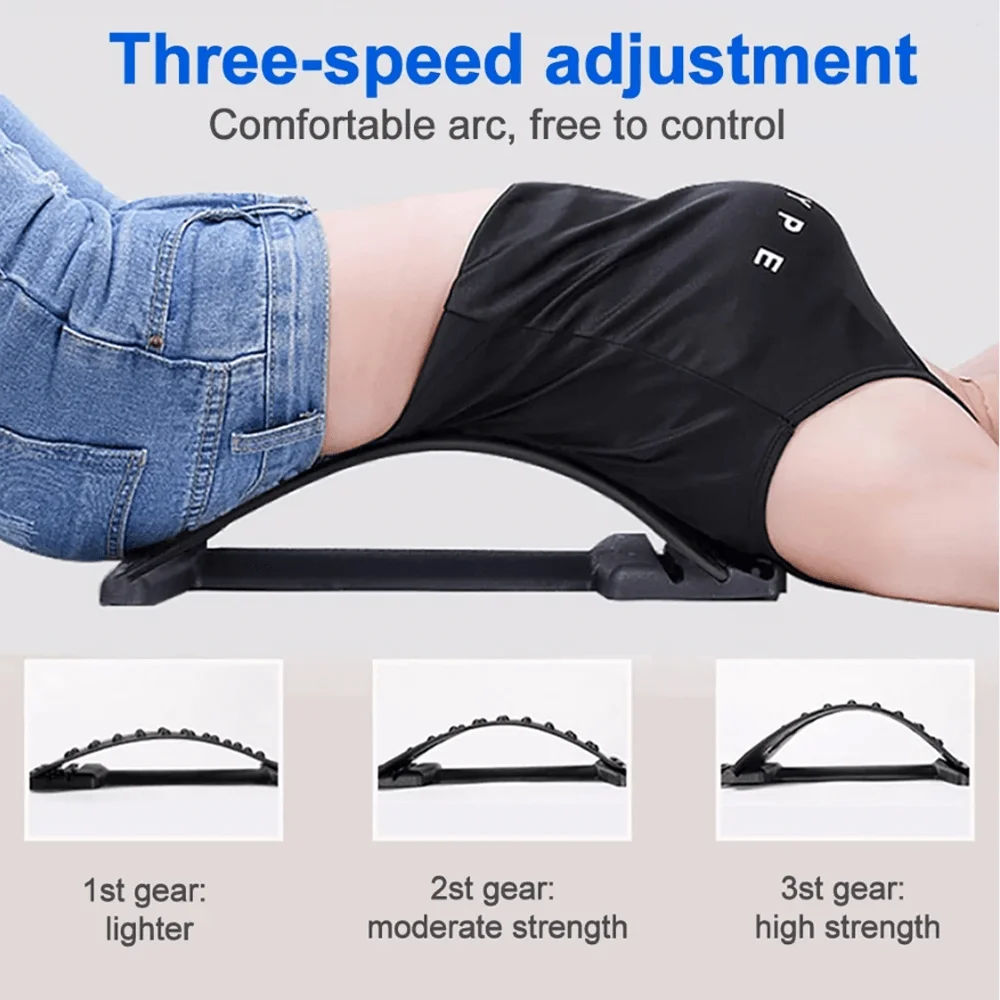 Three-speed adjustment
Comfortable arc, free to control
YPE
1st gear:
lighter
2st gear:
moderate strength
3st gear:
high strength